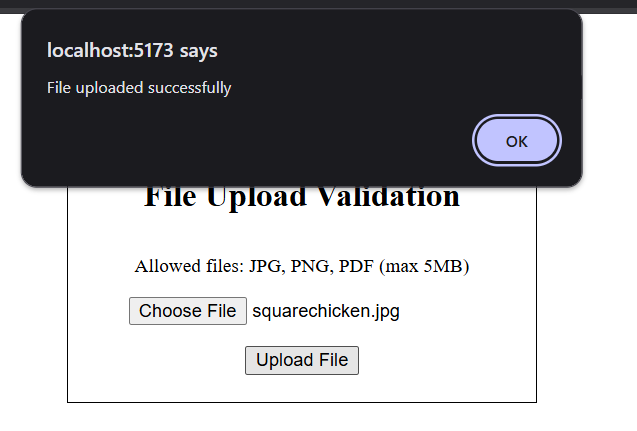 localhost:5173 says
File uploaded successfully
OK
File Upload Validation
Allowed files: JPG, PNG, PDF (max 5MB)
Choose File squarechicken.jpg
Upload File